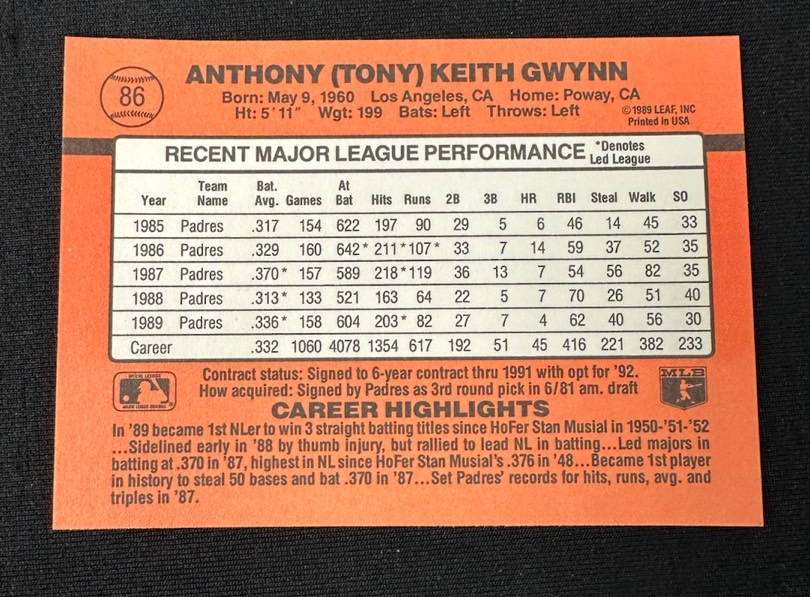 86
ANTHONY (TONY) KEITH GWYNN
Born: May 9, 1960 Los Angeles, CA Home: Poway, CA
Ht: 5'11" Wgt: 199 Bats: Left Throws: Left
©1989 LEAF, INC
Printed in USA
RECENT MAJOR LEAGUE PERFORMANCE *Denotes Led League
Year Team Name Bat. Avg. Games At Bat Hits Runs 2B 3B HR RBI Steal Walk SO
1985 Padres .317 154 622 197 90 29 5 6 46 14 45 33
1986 Padres .329 160 642* 211* 107* 33 7 14 59 37 52 35
1987 Padres .370* 157 589 218* 119 36 13 7 54 56 82 35
1988 Padres .313* 133 521 163 64 22 5 7 70 26 51 40
1989 Padres .336* 158 604 203* 82 27 7 4 62 40 56 30
Career .332 1060 4078 1354 617 192 51 45 416 221 382 233
Contract status: Signed to 6-year contract thru 1991 with opt for '92.
How acquired: Signed by Padres as 3rd round pick in 6/81 am. draft
MLB
CAREER HIGHLIGHTS
In '89 became 1st NLer to win 3 straight batting titles since HoFer Stan Musial in 1950-'51-'52
...Sidelined early in '88 by thumb injury, but rallied to lead NL in batting...Led majors in
batting at .370 in '87, highest in NL since HoFer Stan Musial's .376 in '48...Became 1st player
in history to steal 50 bases and bat .370 in '87...Set Padres' records for hits, runs, avg. and
triples in '87.